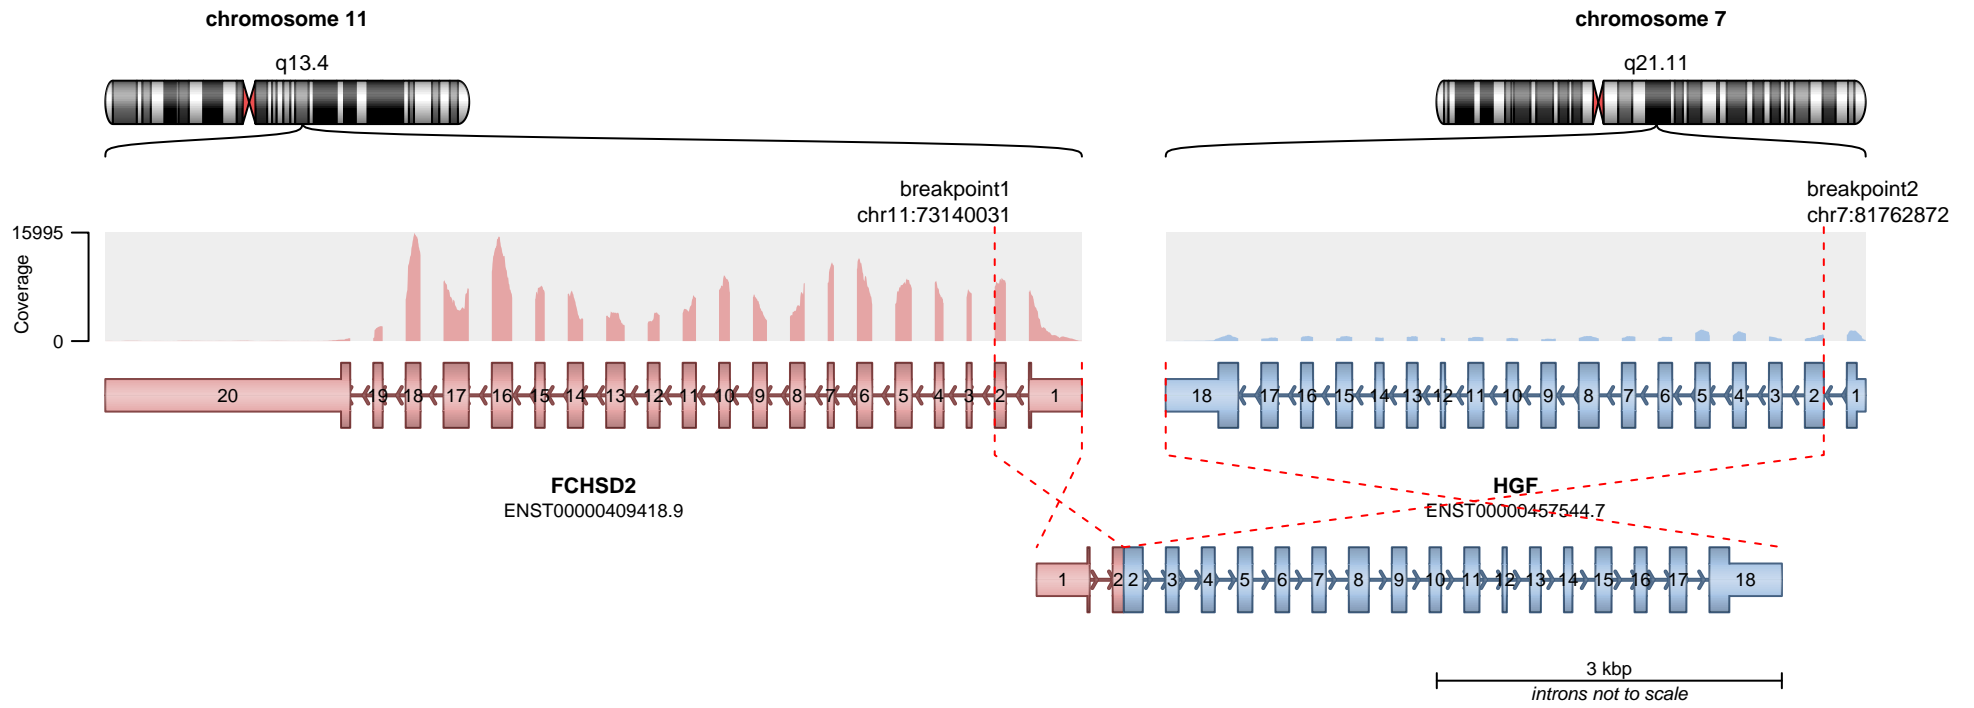 chromosome 11
chromosome 7
q13.4
q21.11
breakpoint1
chr11:73140031
breakpoint2
chr7:81762872
15995
Coverage
0
20 19 18 17 16 15 14 13 12 11 10 9 8 7 6 5 4 3 2 1
18 17 16 15 14 13 12 11 10 9 8 7 6 5 4 3 2 1
FCHSD2
ENST00000409418.9
HGF
ENST00000457544.7
1 2 2 3 4 5 6 7 8 9 10 11 12 13 14 15 16 17 18
3 kbp
introns not to scale